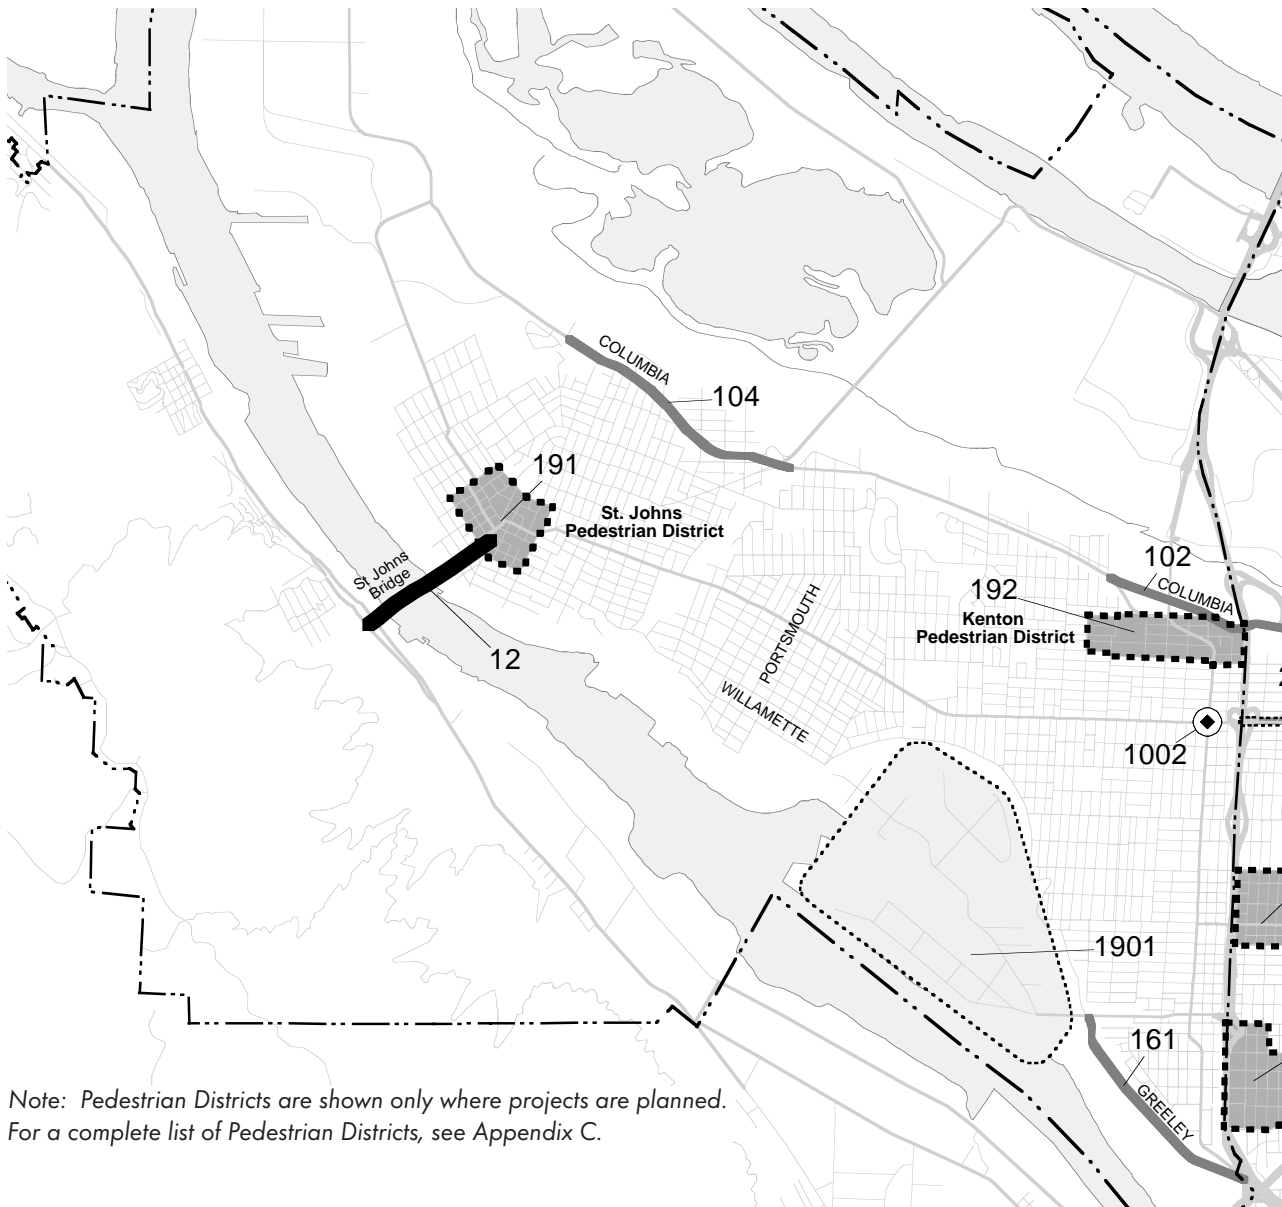 COLUMBIA
104
191
St. Johns
Pedestrian District
St Johns
Bridge
12
PORTSMOUTH
WILLAMETTE
102
COLUMBIA
192
Kenton
Pedestrian District
1002
1901
161
GREELEY
Note: Pedestrian Districts are shown only where projects are planned.
For a complete list of Pedestrian Districts, see Appendix C.